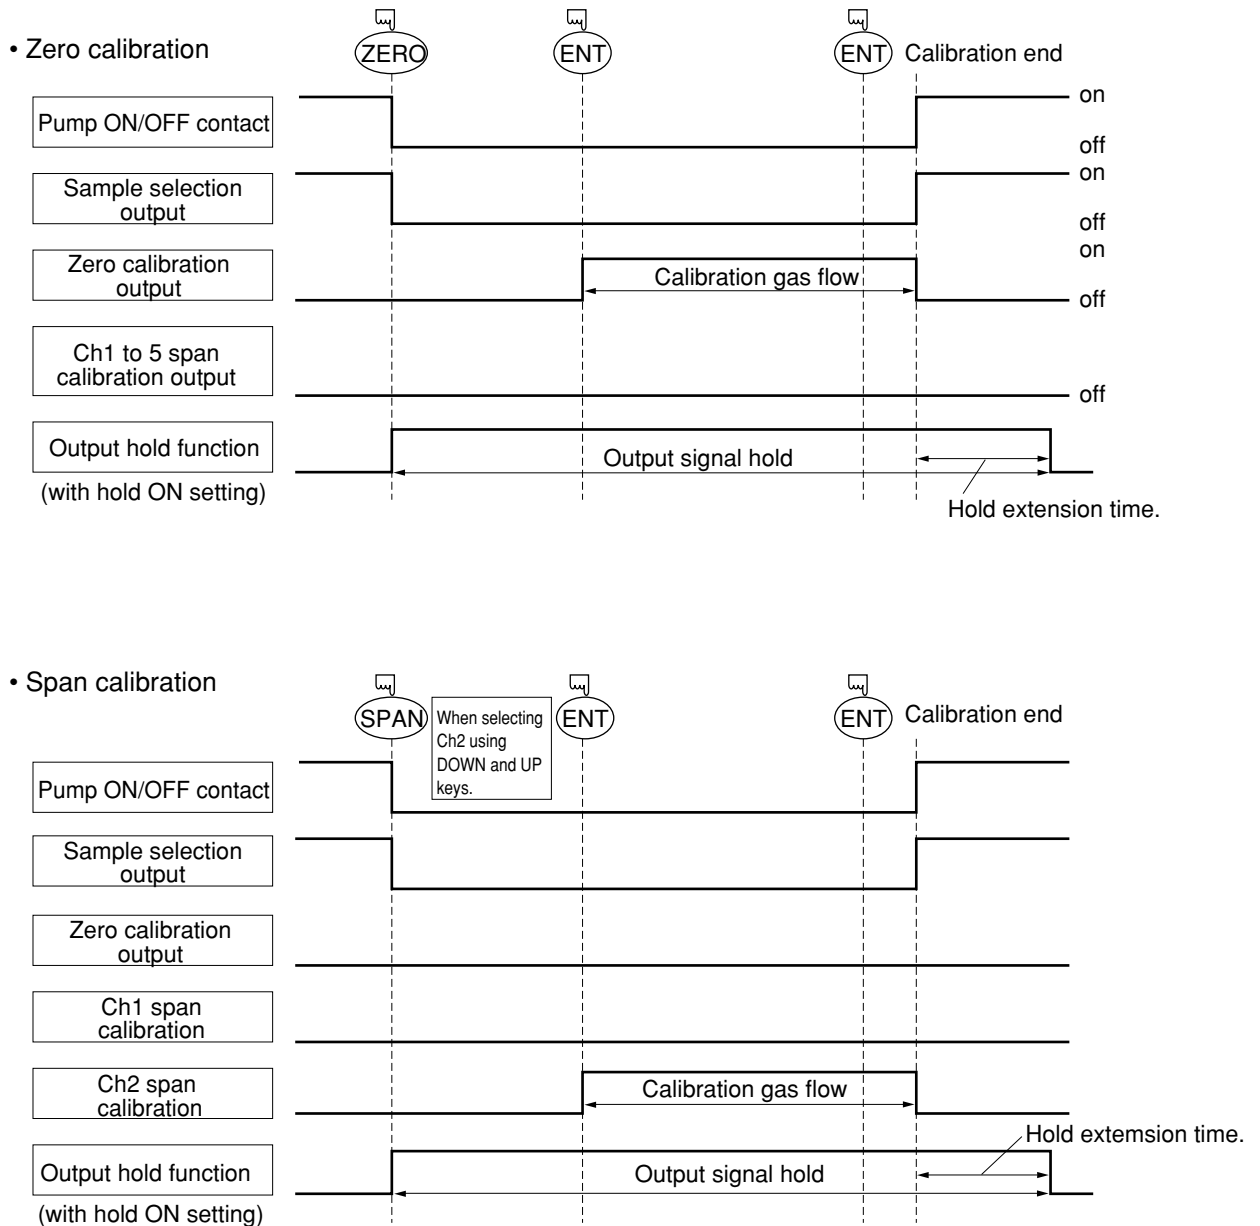 • Zero calibration
ZERO
ENT
ENT
Calibration end
Pump ON/OFF contact
on
off
Sample selection
output
on
off
Zero calibration
output
on
Calibration gas flow
off
Ch1 to 5 span
calibration output
off
Output hold function
(with hold ON setting)
Output signal hold
Hold extension time.
• Span calibration
SPAN
When selecting
Ch2 using
DOWN and UP
keys.
ENT
ENT
Calibration end
Pump ON/OFF contact
Sample selection
output
Zero calibration
output
Ch1 span
calibration
Ch2 span
calibration
Calibration gas flow
Hold extemsion time.
Output hold function
(with hold ON setting)
Output signal hold